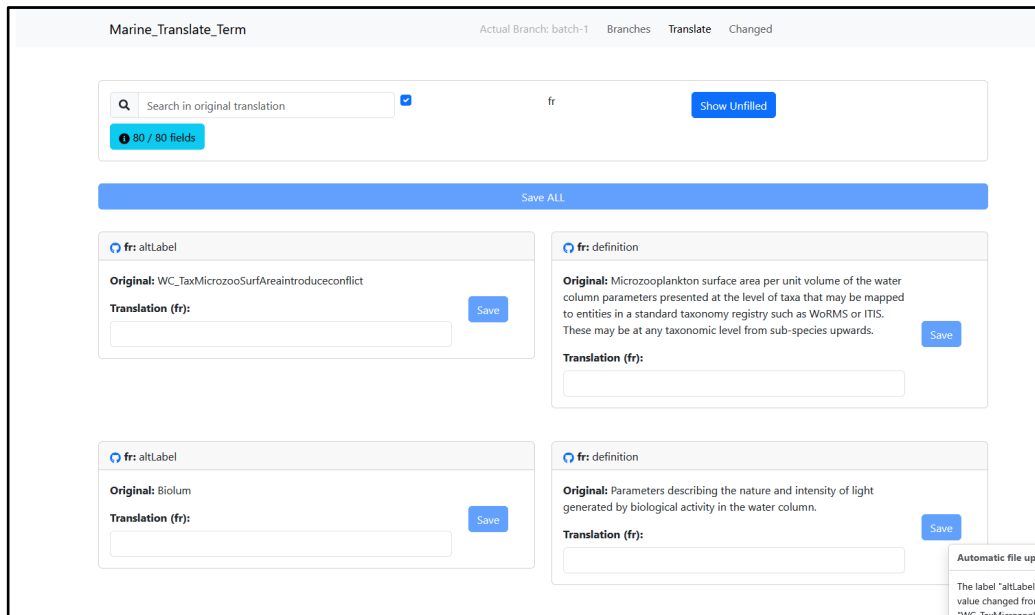 Marine_Translate_Term Actual Branch: batch-1 Branches Translate Changed
Search in original translation fr Show Unfilled
80 / 80 fields
Save ALL
fr: altLabel
Original: WC_TaxMicrozooSurfAreaintroduceconflict
Translation (fr):
Save
fr: definition
Original: Microzooplankton surface area per unit volume of the water
column parameters presented at the level of taxa that may be mapped
to entities in a standard taxonomy registry such as WoRMS or ITIS.
These may be at any taxonomic level from sub-species upwards.
Save
Translation (fr):
fr: altLabel
Original: Biolum
Translation (fr):
Save
fr: definition
Original: Parameters describing the nature and intensity of light
generated by biological activity in the water column.
Save
Translation (fr):
Automatic file up
The label "altLabel
value changed from